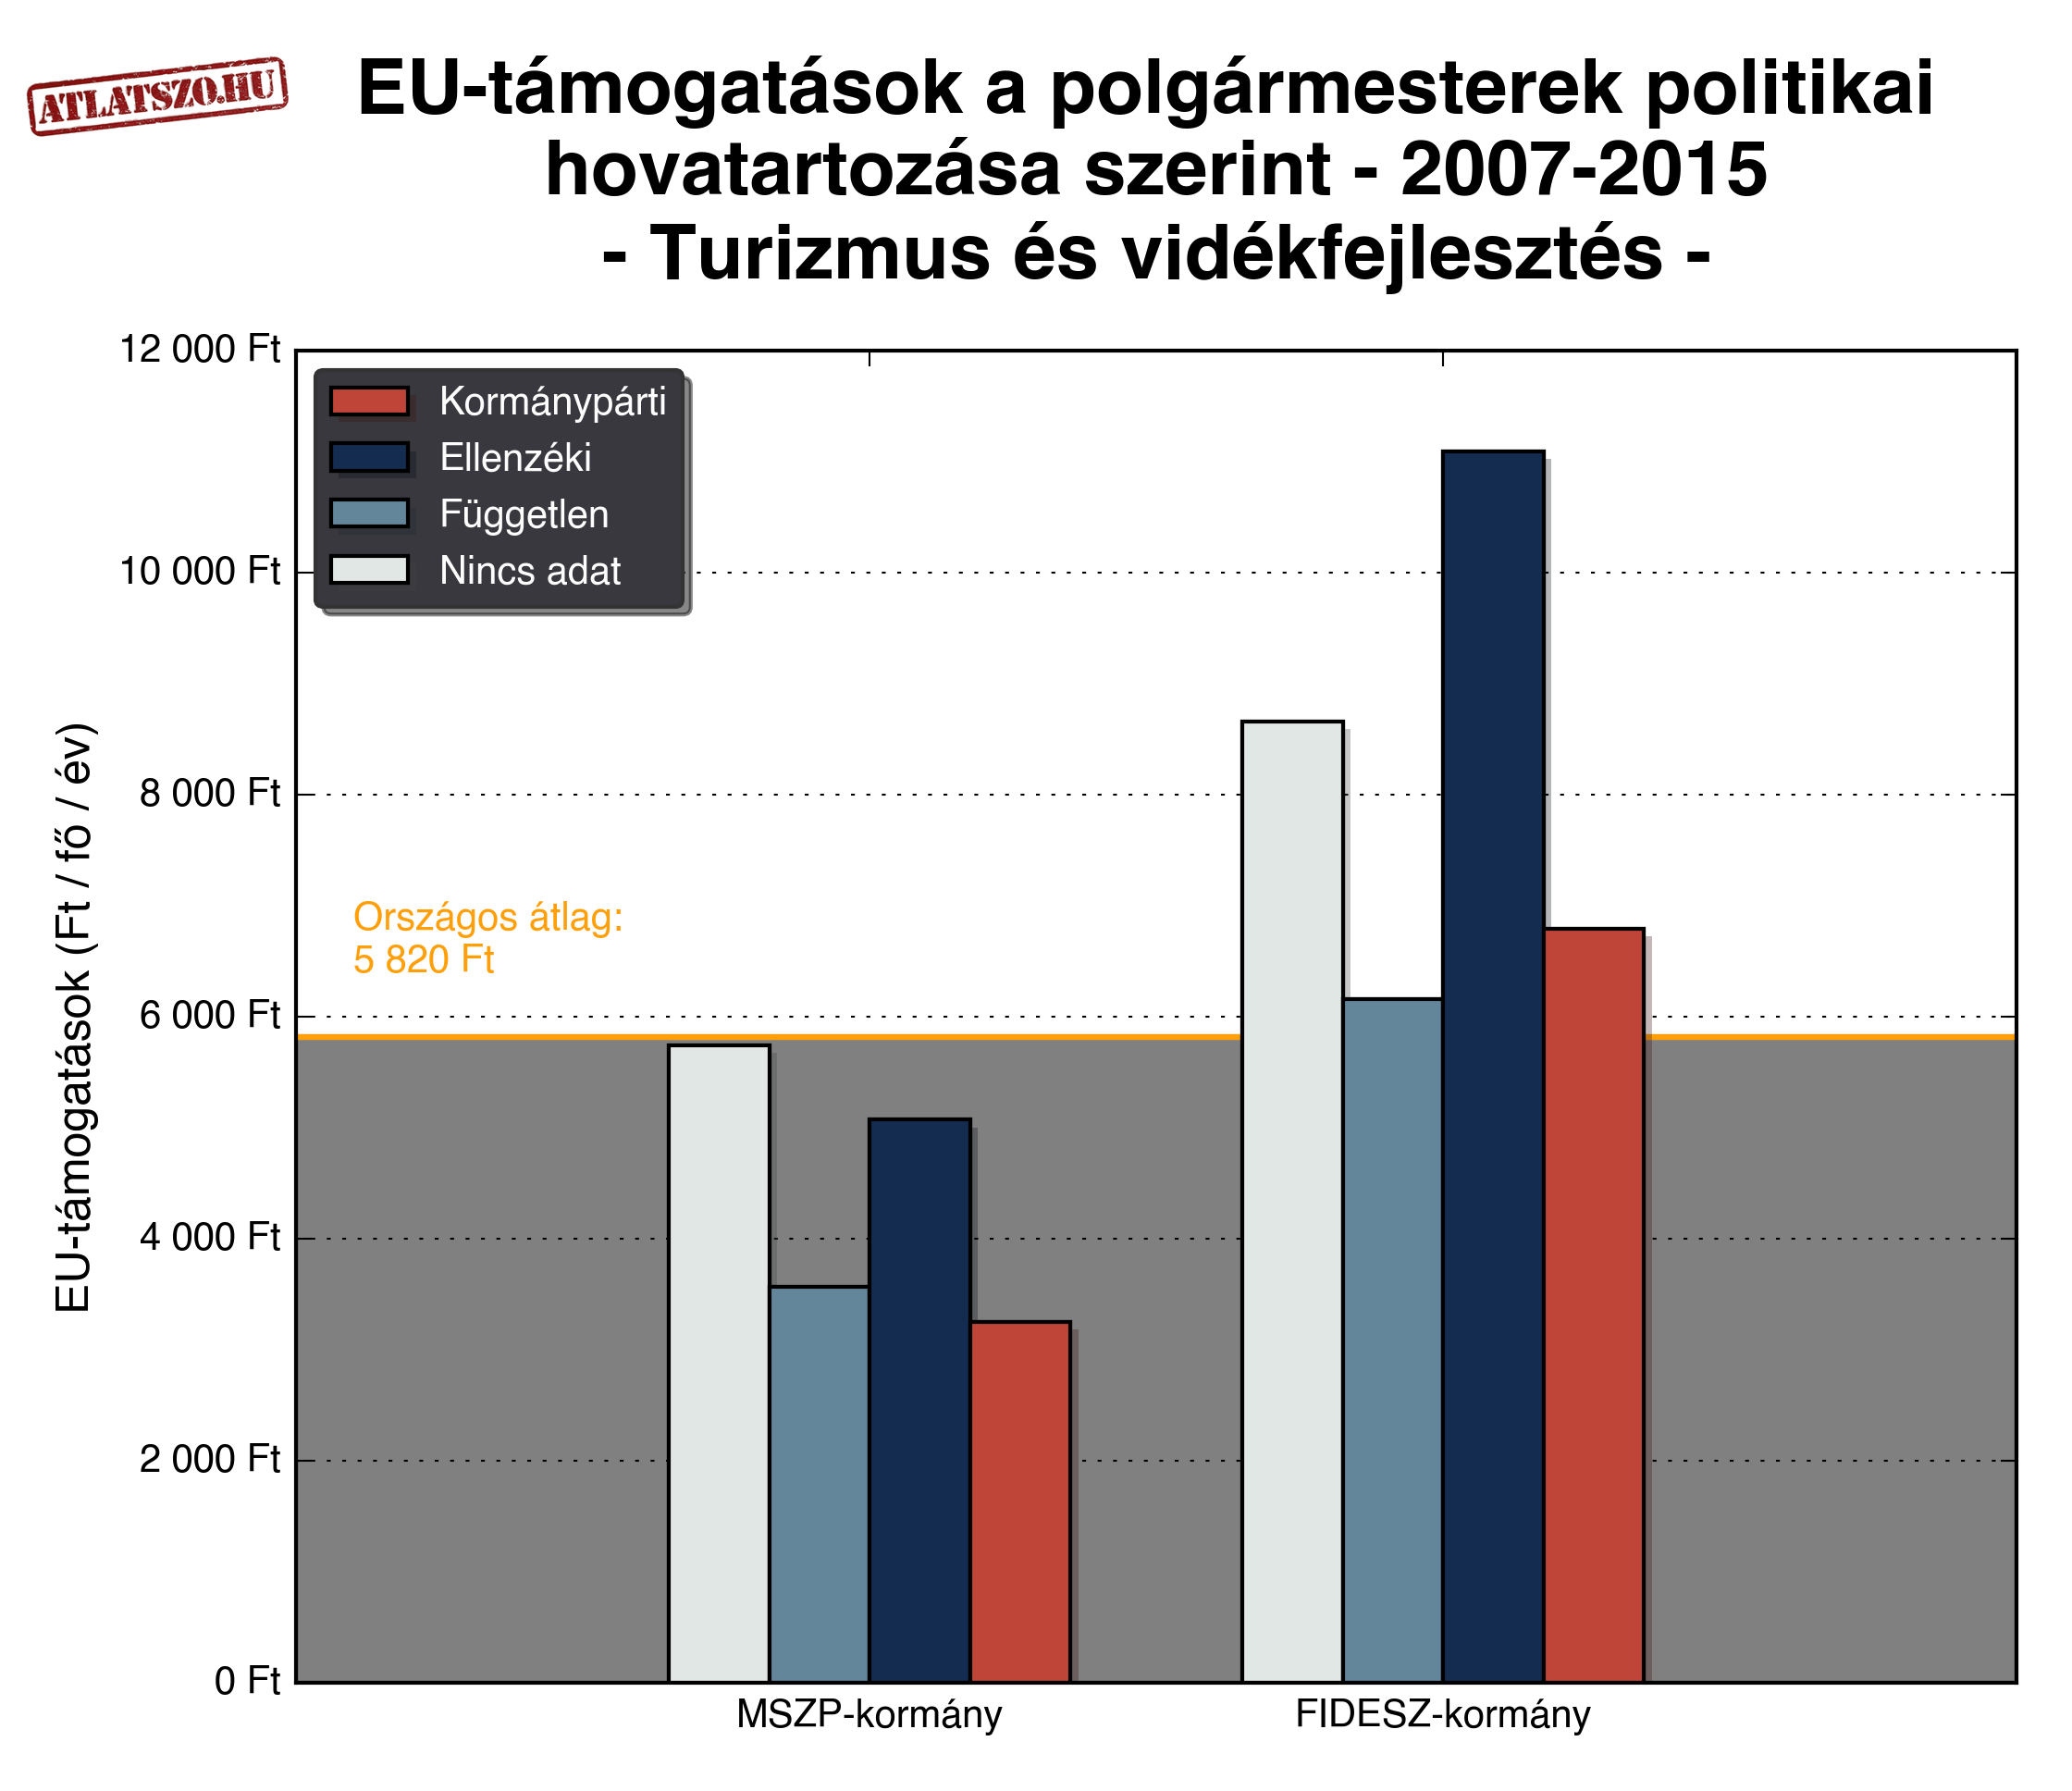 ATLATSZO.HU
EU-támogatások a polgármesterek politikai
hovatartozása szerint - 2007-2015
- Turizmus és vidékfejlesztés -
12 000 Ft
10 000 Ft
8 000 Ft
6 000 Ft
4 000 Ft
2 000 Ft
0 Ft
EU-támogatások (Ft / fő / év)
Kormánypárti
Ellenzéki
Független
Nincs adat
Országos átlag:
5 820 Ft
MSZP-kormány
FIDESZ-kormány